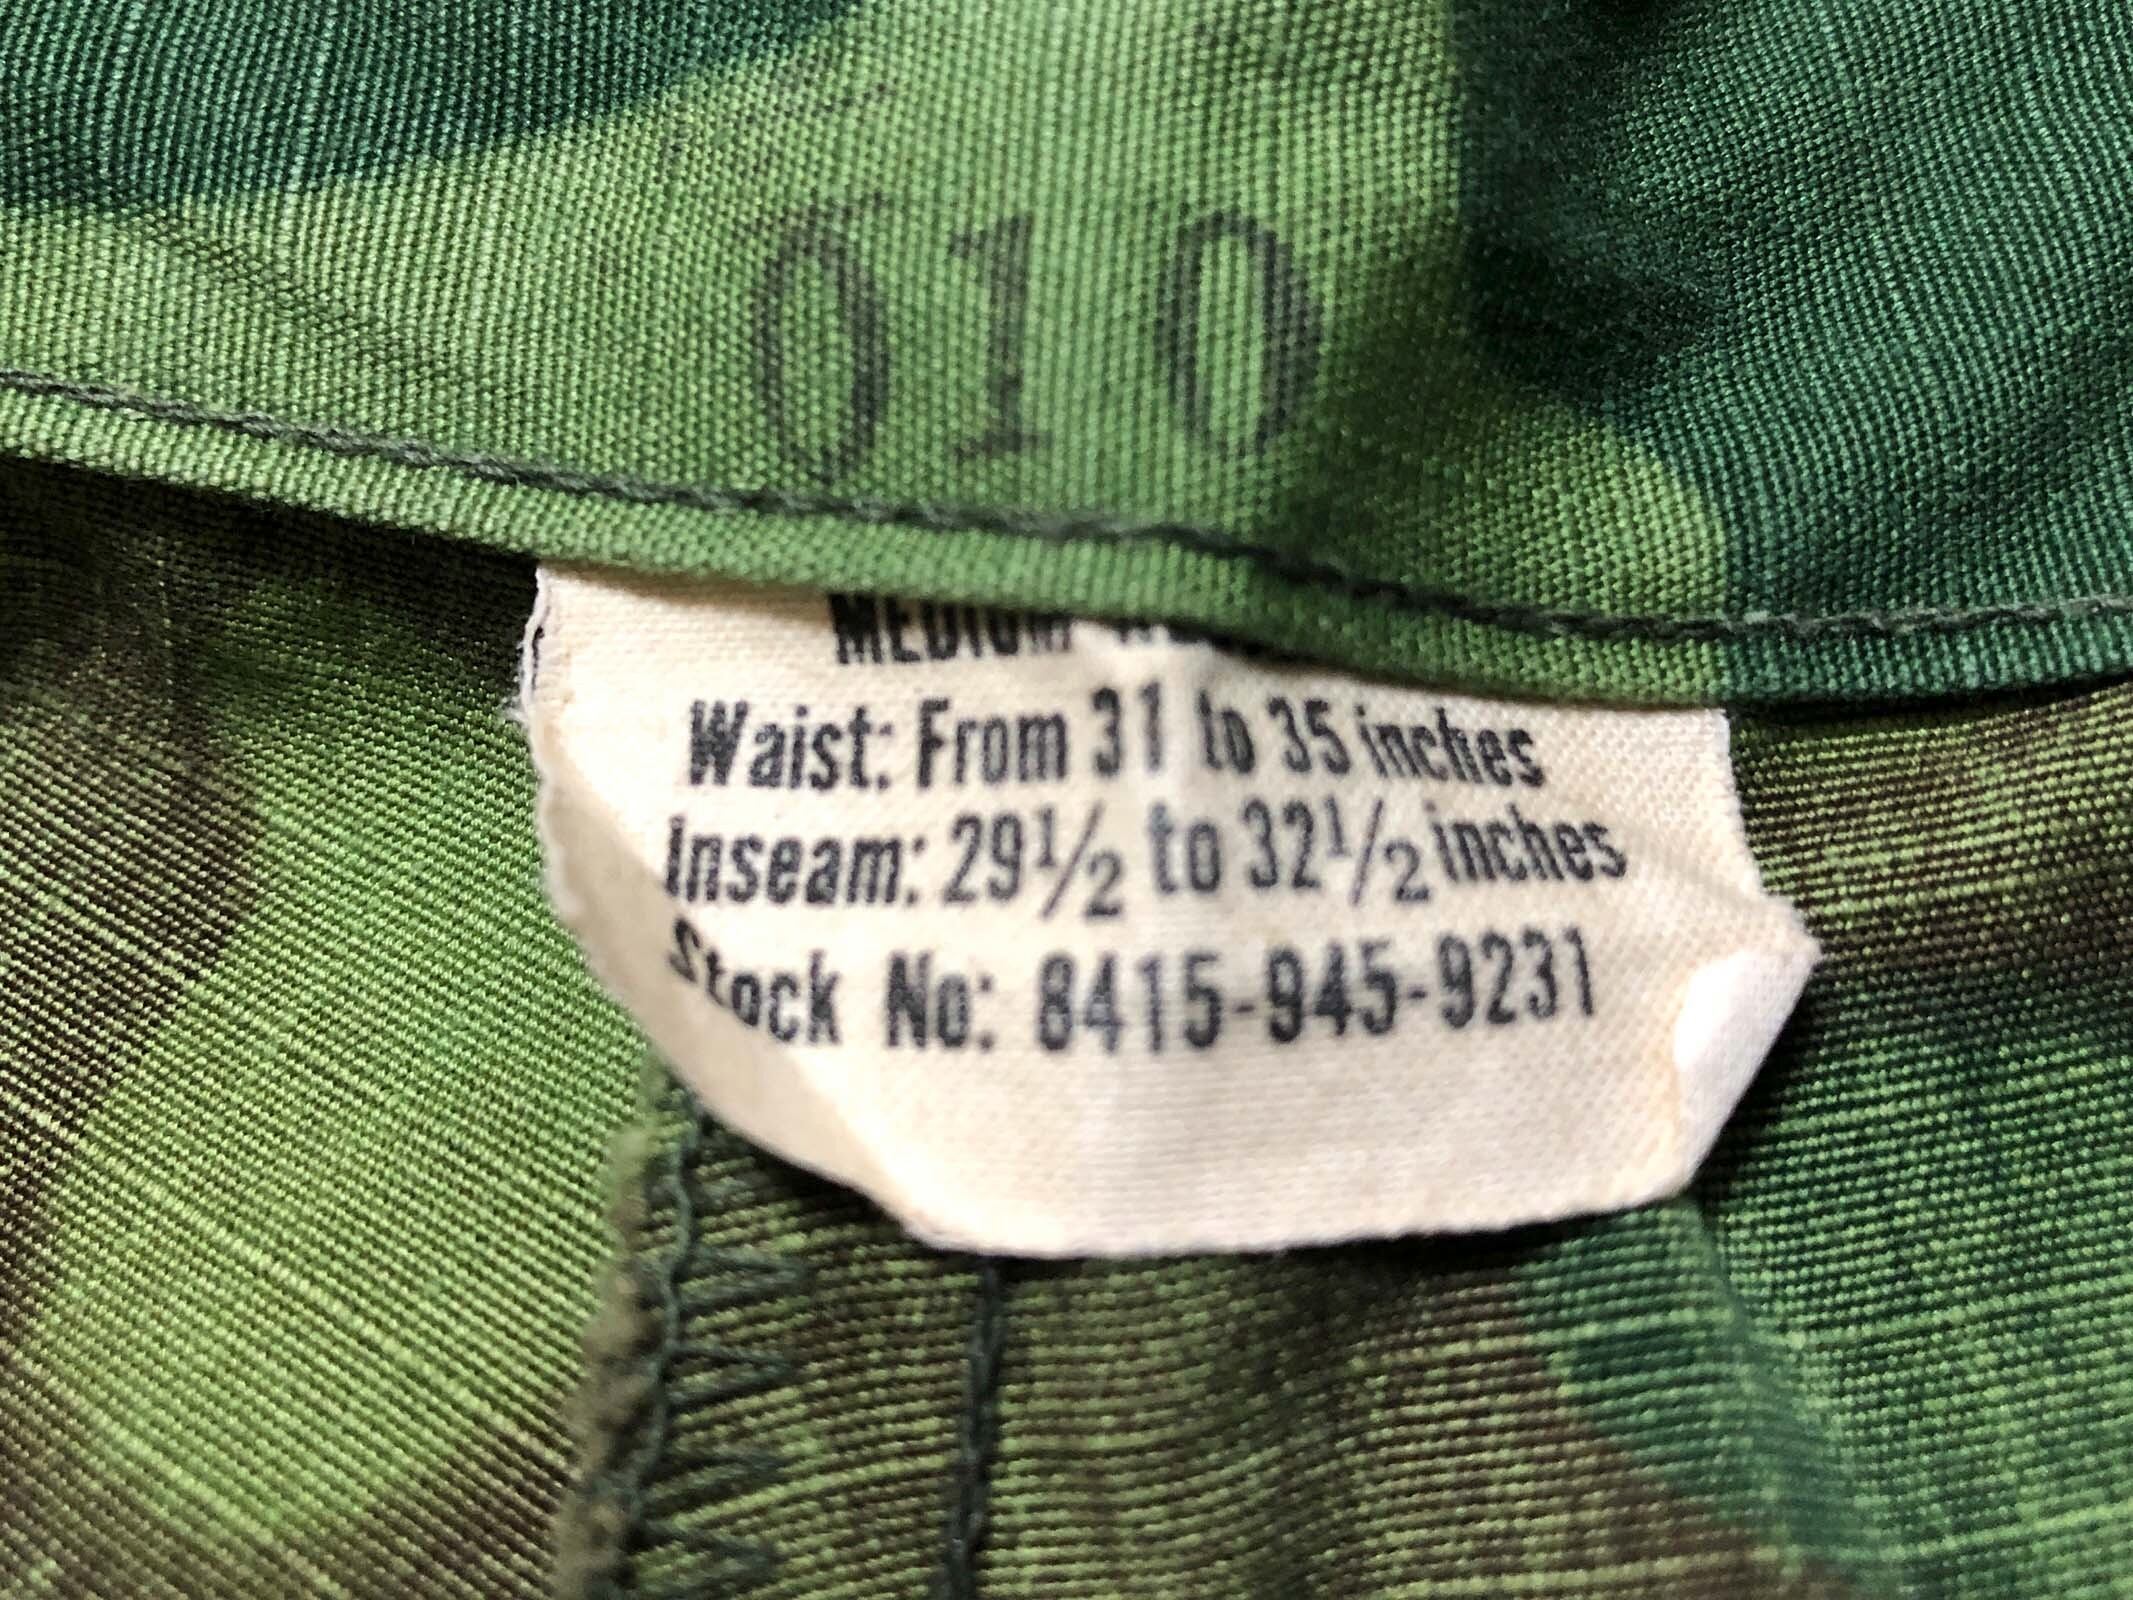 010
MEDIUM
Waist: From 31 to 35 inches
Inseam: 29½ to 32½ inches
Stock No: 8415-945-9231